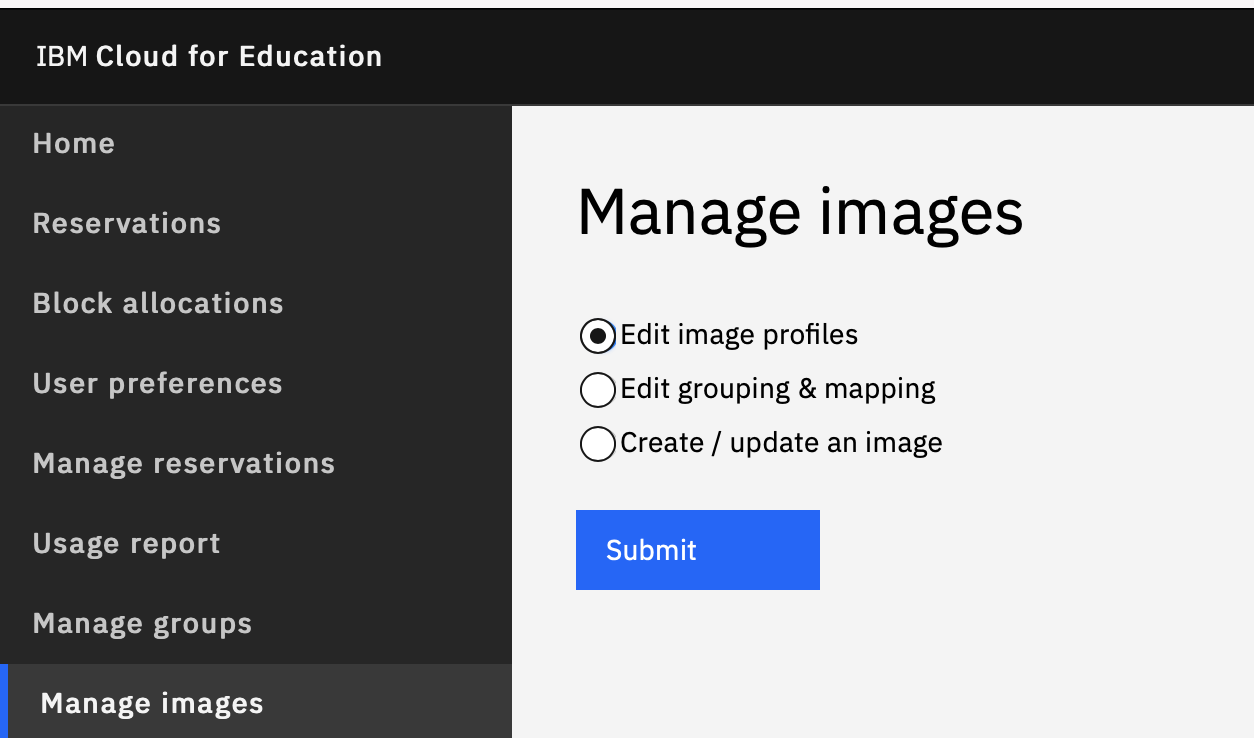 IBM Cloud for Education
Home
Reservations
Block allocations
User preferences
Manage reservations
Usage report
Manage groups
Manage images
Manage images
Edit image profiles
Edit grouping & mapping
Create / update an image
Submit